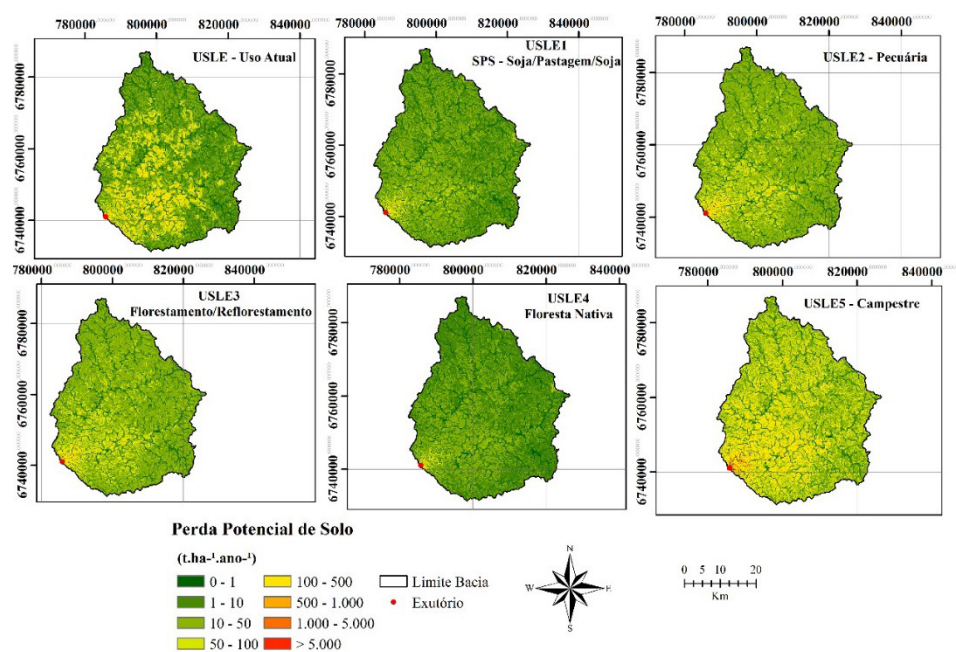 780000 800000 820000 840000
USLE - Uso Atual
6780000
6760000
6740000
780000 800000 820000 840000
USLE1
SPS - Soja/Pastagem/Soja
6780000
6760000
6740000
780000 800000 820000 840000
USLE2 - Pecuária
6780000
6760000
6740000
780000 800000 820000 840000
USLE3
Florestamento/Reflorestamento
6780000
6760000
6740000
780000 800000 820000 840000
USLE4
Floresta Nativa
6780000
6760000
6740000
780000 800000 820000 840000
USLE5 - Campestre
6780000
6760000
6740000
Perda Potencial de Solo
(t.ha-¹.ano-¹)
0 - 1
1 - 10
10 - 50
50 - 100
100 - 500
500 - 1.000
1.000 - 5.000
> 5.000
Limite Bacia
Exutório
N
W
E
S
0 5 10 20
Km